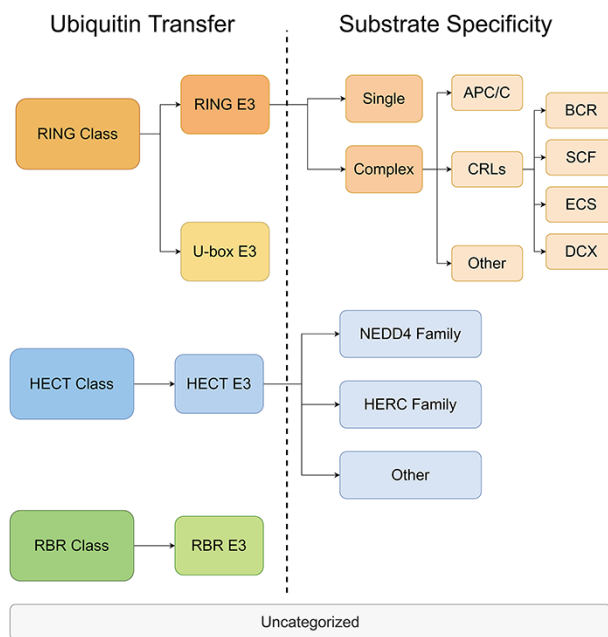 Ubiquitin Transfer
Substrate Specificity
RING Class
RING E3
U-box E3
Single
Complex
APC/C
CRLs
Other
BCR
SCF
ECS
DCX
HECT Class
HECT E3
NEDD4 Family
HERC Family
Other
RBR Class
RBR E3
Uncategorized